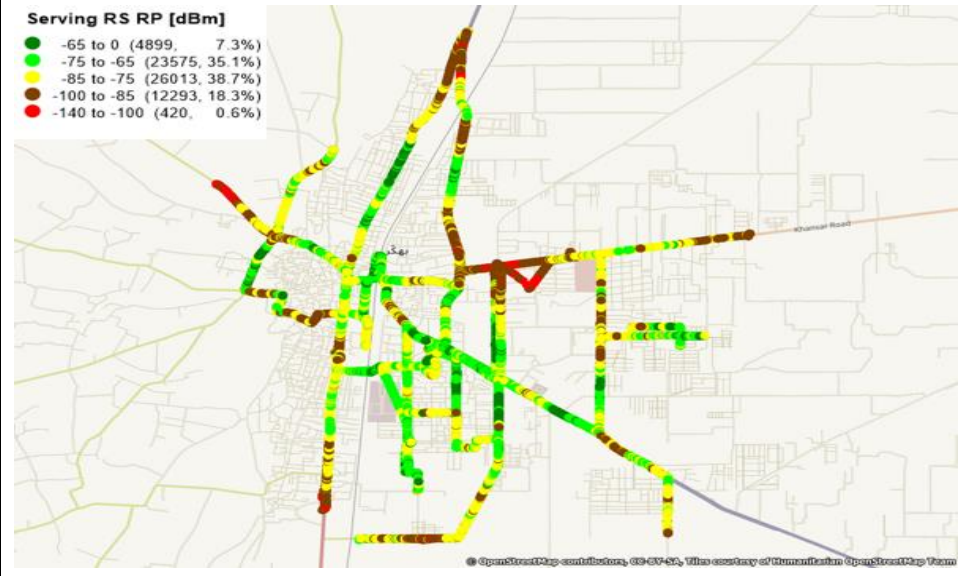 Serving RS RP [dBm]
-65 to 0 (4899, 7.3%)
-75 to -65 (23575, 35.1%)
-85 to -75 (26013, 38.7%)
-100 to -85 (12293, 18.3%)
-140 to -100 (420, 0.6%)
بھکر
Khansar Road
© OpenStreetMap contributors, CC-BY-SA, Tiles courtesy of Humanitarian OpenStreetMap Team